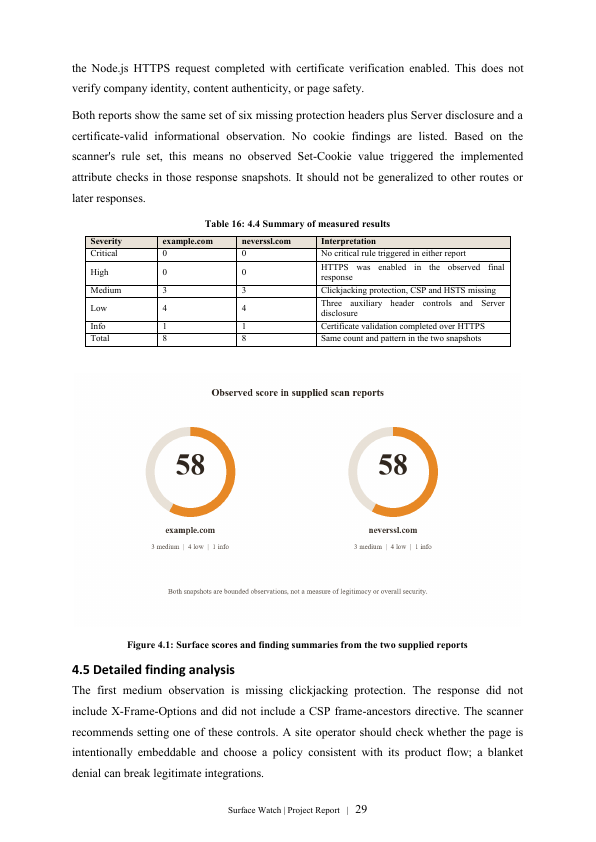 the Node.js HTTPS request completed with certificate verification enabled. This does not
verify company identity, content authenticity, or page safety.
Both reports show the same set of six missing protection headers plus Server disclosure and a
certificate-valid informational observation. No cookie findings are listed. Based on the
scanner's rule set, this means no observed Set-Cookie value triggered the implemented
attribute checks in those response snapshots. It should not be generalized to other routes or
later responses.
Table 16: 4.4 Summary of measured results
Severity example.com neverssl.com Interpretation
Critical 0 0 No critical rule triggered in either report
High 0 0 HTTPS was enabled in the observed final
response
Medium 3 3 Clickjacking protection, CSP and HSTS missing
Low 4 4 Three auxiliary header controls and Server
disclosure
Info 1 1 Certificate validation completed over HTTPS
Total 8 8 Same count and pattern in the two snapshots
Observed score in supplied scan reports
58 58
example.com neverssl.com
3 medium | 4 low | 1 info 3 medium | 4 low | 1 info
Both snapshots are bounded observations, not a measure of legitimacy or overall security.
Figure 4.1: Surface scores and finding summaries from the two supplied reports
4.5 Detailed finding analysis
The first medium observation is missing clickjacking protection. The response did not
include X-Frame-Options and did not include a CSP frame-ancestors directive. The scanner
recommends setting one of these controls. A site operator should check whether the page is
intentionally embeddable and choose a policy consistent with its product flow; a blanket
denial can break legitimate integrations.
Surface Watch | Project Report | 29